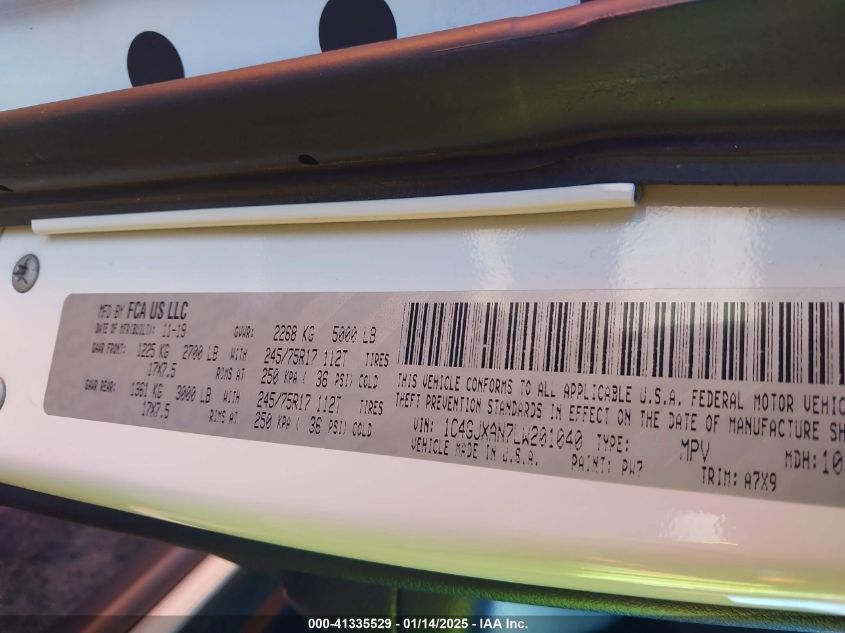 MFD BY FCA US LLC
DATE OF MFR(BUILT): 11-19 GVWR: 2268 KG 5000 LB
GAWR FRONT: 1225 KG 2700 LB WITH 245/75R17 112T TIRES
17X7.5 RIMS AT 250 KPA ( 36 PSI) COLD
GAWR REAR: 1361 KG 3000 LB WITH 245/75R17 112T TIRES
17X7.5 RIMS AT 250 KPA ( 36 PSI) COLD
THIS VEHICLE CONFORMS TO ALL APPLICABLE U.S.A. FEDERAL MOTOR VEHIC
THEFT PREVENTION STANDARDS IN EFFECT ON THE DATE OF MANUFACTURE SH
VIN: 1C4GJXAN7LW201040 TYPE: MPV MDH:10
VEHICLE MADE IN U.S.A. PAINT: PW7 TRIM: A7X9
000-41335529 - 01/14/2025 - IAA Inc.